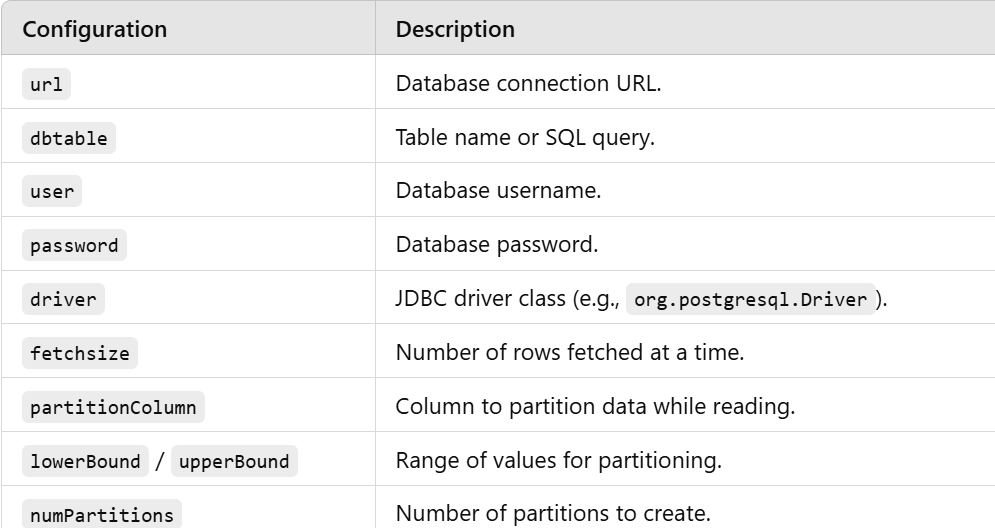 Configuration Description
url Database connection URL.
dbtable Table name or SQL query.
user Database username.
password Database password.
driver JDBC driver class (e.g., org.postgresql.Driver).
fetchsize Number of rows fetched at a time.
partitionColumn Column to partition data while reading.
lowerBound / upperBound Range of values for partitioning.
numPartitions Number of partitions to create.